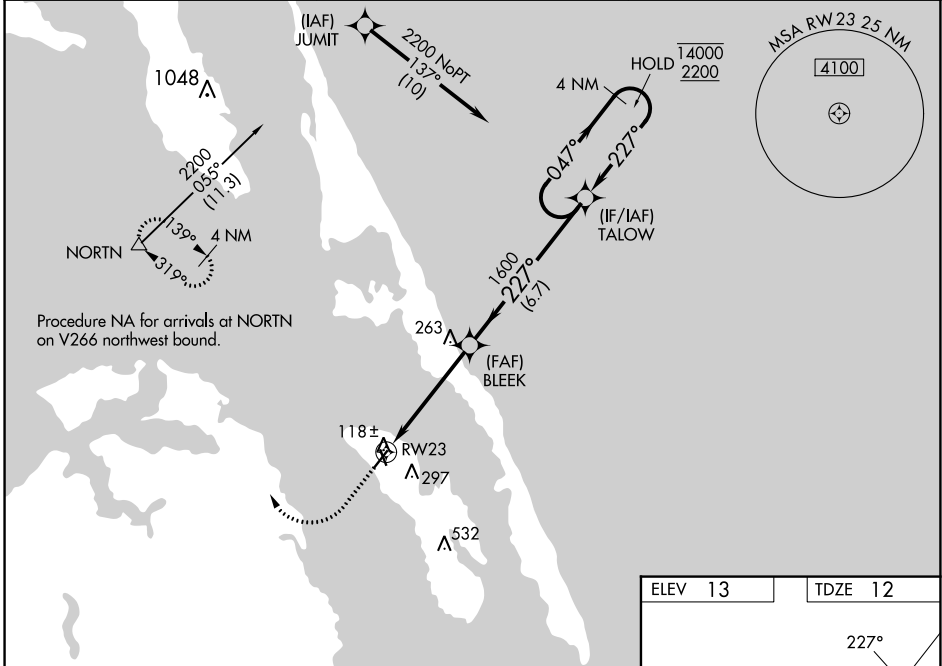 (IAF)
JUMIT
2200 NoPT
137°
(10)
1048
HOLD
14000
2200
4 NM
MSA RW23 25 NM
4100
2200
055°
(11.3)
047°
227°
139°
4 NM
NORTN
319°
(IF/IAF)
TALOW
1600
227°
(6.7)
Procedure NA for arrivals at NORTN
on V266 northwest bound.
263
(FAF)
BLEEK
118±
RW23
297
532
ELEV 13
TDZE 12
227°